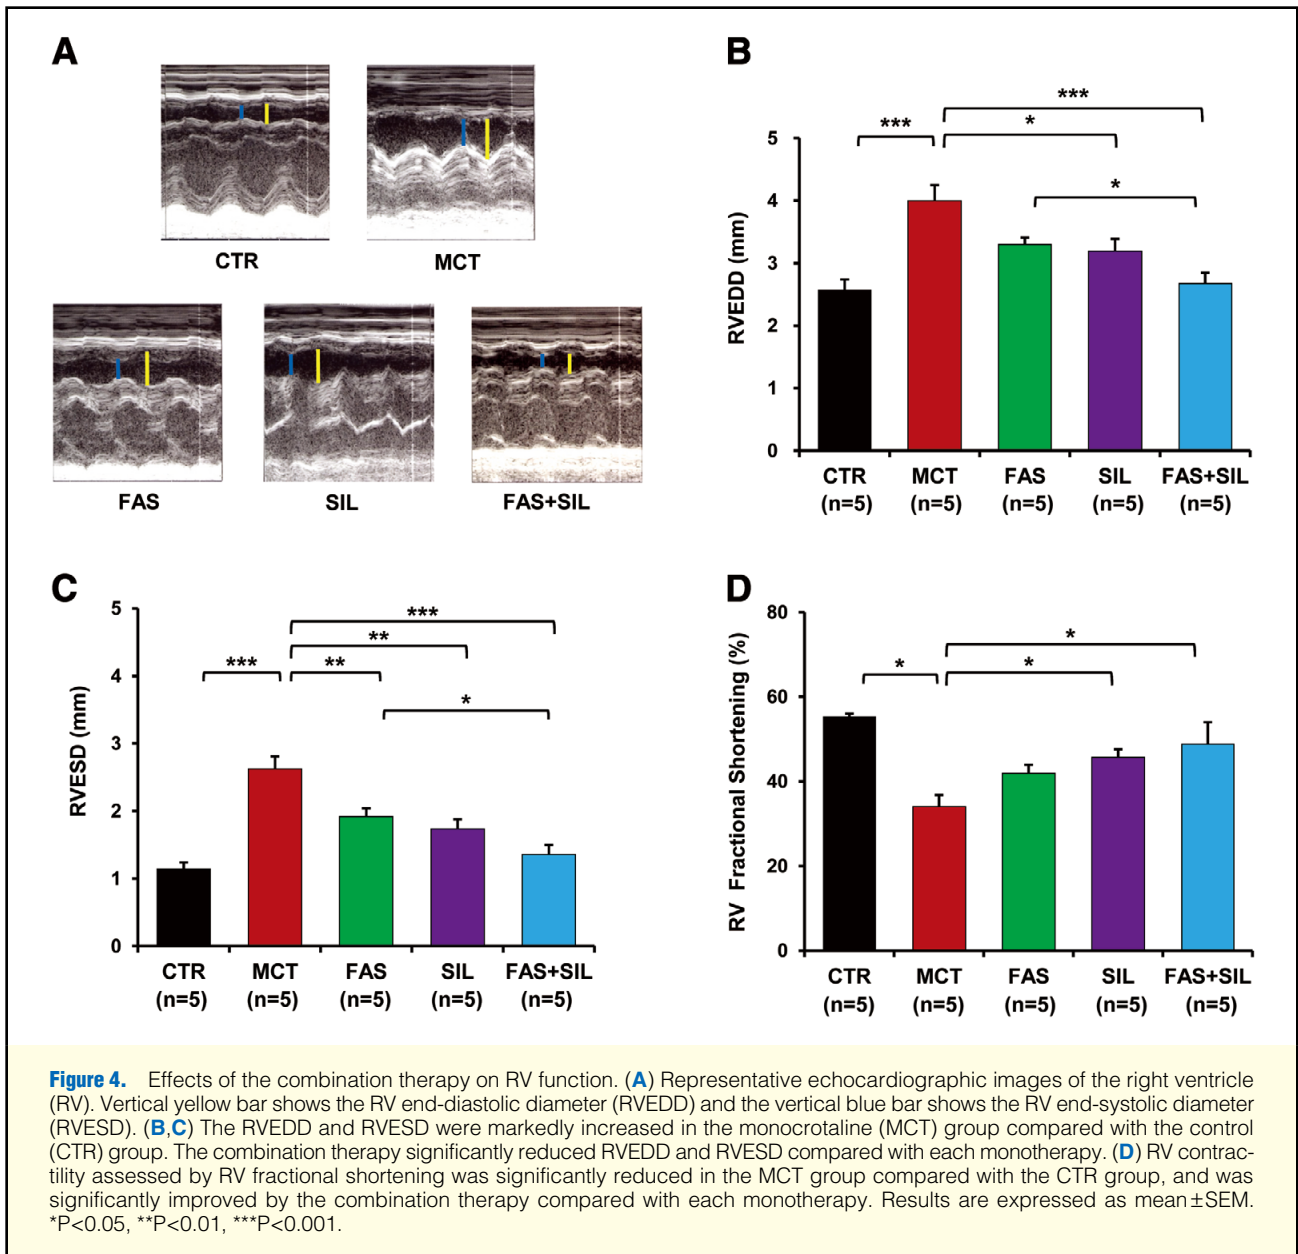 A
CTR
MCT
FAS
SIL
FAS+SIL
B
RVEDD (mm)
5
4
3
2
1
0
***
***
*
*
CTR
(n=5)
MCT
(n=5)
FAS
(n=5)
SIL
(n=5)
FAS+SIL
(n=5)
C
RVESD (mm)
5
4
3
2
1
0
***
**
***
**
*
CTR
(n=5)
MCT
(n=5)
FAS
(n=5)
SIL
(n=5)
FAS+SIL
(n=5)
D
RV Fractional Shortening (%)
80
60
40
20
0
*
*
*
CTR
(n=5)
MCT
(n=5)
FAS
(n=5)
SIL
(n=5)
FAS+SIL
(n=5)
Figure 4. Effects of the combination therapy on RV function. (A) Representative echocardiographic images of the right ventricle
(RV). Vertical yellow bar shows the RV end-diastolic diameter (RVEDD) and the vertical blue bar shows the RV end-systolic diameter
(RVESD). (B,C) The RVEDD and RVESD were markedly increased in the monocrotaline (MCT) group compared with the control
(CTR) group. The combination therapy significantly reduced RVEDD and RVESD compared with each monotherapy. (D) RV contrac-
tility assessed by RV fractional shortening was significantly reduced in the MCT group compared with the CTR group, and was
significantly improved by the combination therapy compared with each monotherapy. Results are expressed as mean±SEM.
*P<0.05, **P<0.01, ***P<0.001.